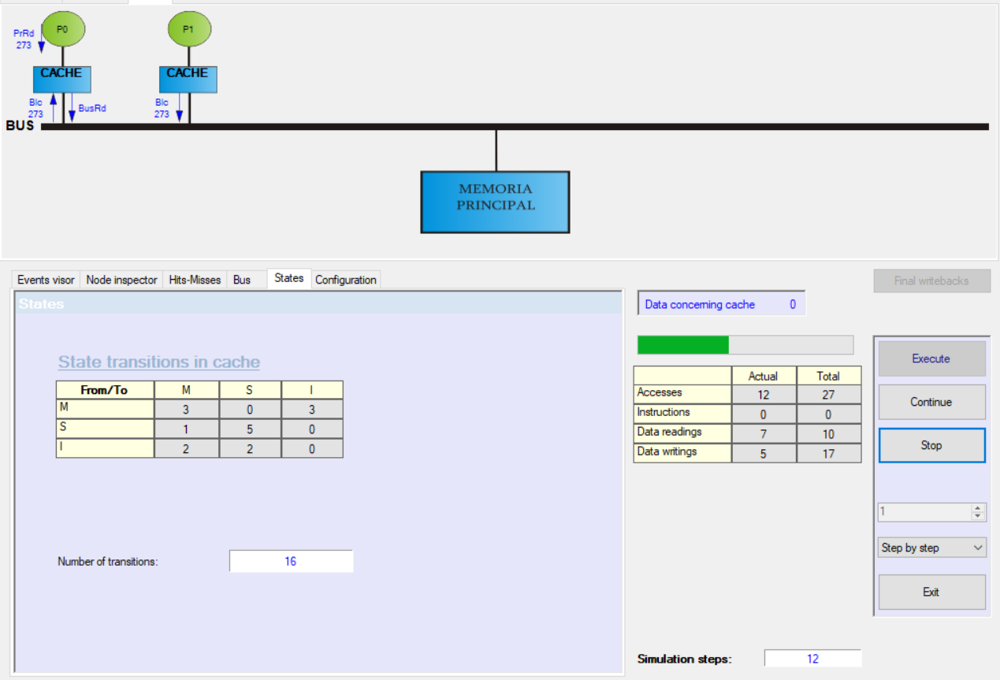 P0
P1
PrRd
273
CACHE
CACHE
Blc
273
BusRd
Blc
273
BUS
MEMORIA
PRINCIPAL
Events visor Node inspector Hits-Misses Bus States Configuration
Final writebacks
States
Data concerning cache 0
State transitions in cache
From/To M S I
M 3 0 3
S 1 5 0
I 2 2 0
Number of transitions: 16
Actual Total
Accesses 12 27
Instructions 0 0
Data readings 7 10
Data writings 5 17
Execute
Continue
Stop
1
Step by step
Exit
Simulation steps: 12